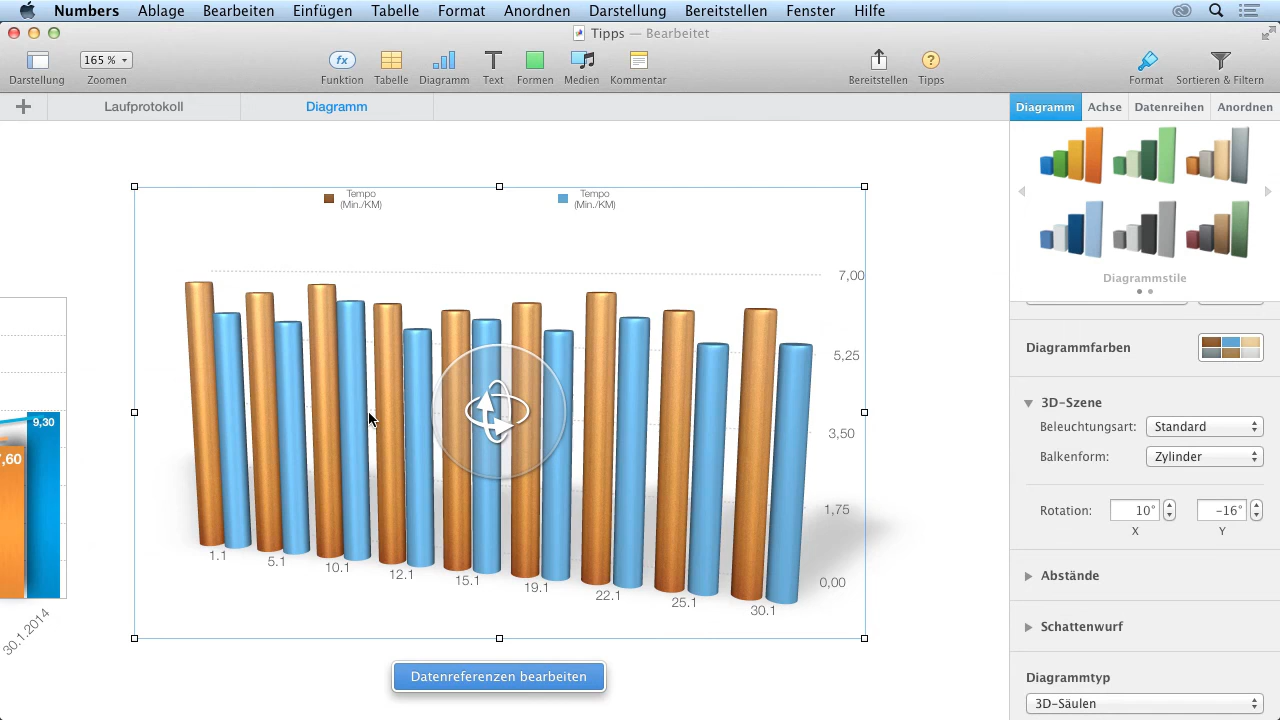 Numbers Ablage Bearbeiten Einfügen Tabelle Format Anordnen Darstellung Bereitstellen Fenster Hilfe
Tipps — Bearbeitet
165 %
fx
Darstellung Zoomen Funktion Tabelle Diagramm Text Formen Medien Kommentar Bereitstellen Tipps Format Sortieren & Filtern
Laufprotokoll Diagramm
Diagramm Achse Datenreihen Anordnen
Tempo
(Min./KM)
Tempo
(Min./KM)
7,00
5,25
3,50
1,75
0,00
1.1
5.1
10.1
12.1
15.1
19.1
22.1
25.1
30.1
9,30
7,60
30.1.2014
Datenreferenzen bearbeiten
Diagrammstile
Diagrammfarben
3D-Szene
Beleuchtungsart: Standard
Balkenform: Zylinder
Rotation: 10° -16°
X Y
Abstände
Schattenwurf
Diagrammtyp
3D-Säulen